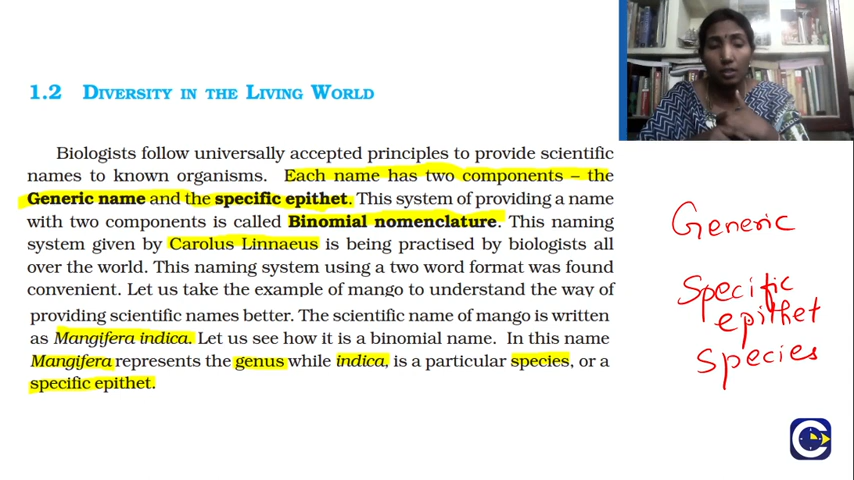 1.2 DIVERSITY IN THE LIVING WORLD
Biologists follow universally accepted principles to provide scientific
names to known organisms. Each name has two components – the
Generic name and the specific epithet. This system of providing a name
with two components is called Binomial nomenclature. This naming
system given by Carolus Linnaeus is being practised by biologists all
over the world. This naming system using a two word format was found
convenient. Let us take the example of mango to understand the way of
providing scientific names better. The scientific name of mango is written
as Mangifera indica. Let us see how it is a binomial name. In this name
Mangifera represents the genus while indica, is a particular species, or a
specific epithet.
Generic
Specific
epithet
Species